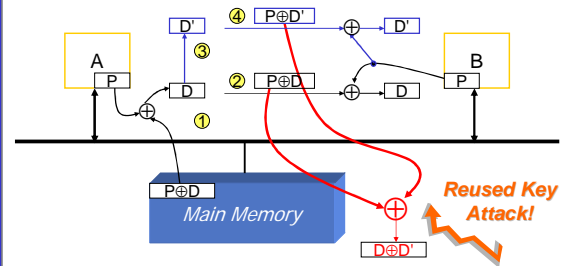 D'
④
P⊕D'
D'
③
A
B
P
D
②
P⊕D
D
P
①
P⊕D
Main Memory
Reused Key
Attack!
D⊕D'